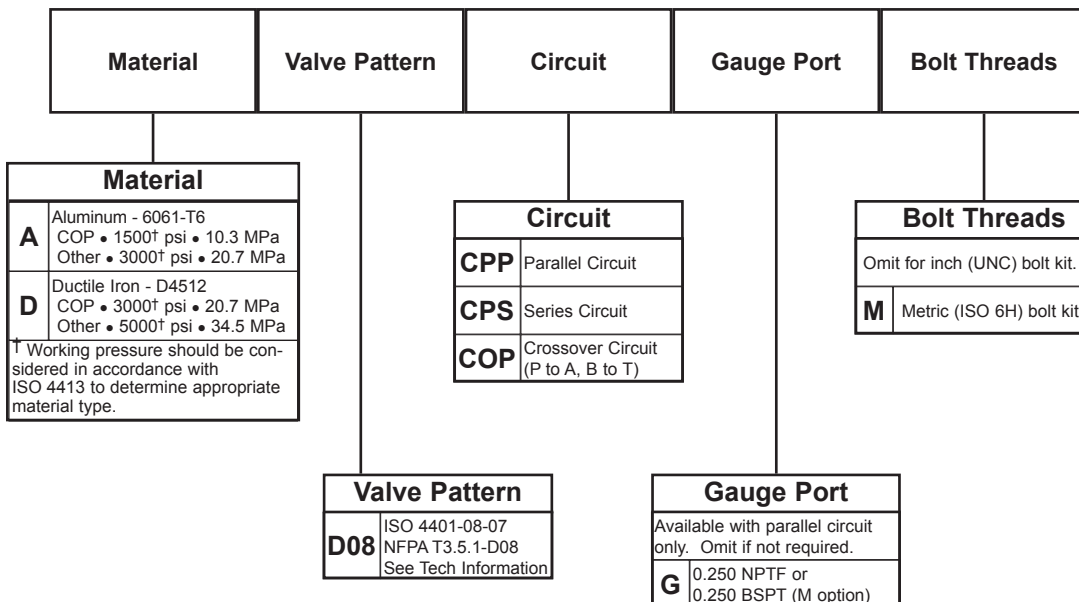 Material
Valve Pattern
Circuit
Gauge Port
Bolt Threads
Material
A
Aluminum - 6061-T6
COP • 1500† psi • 10.3 MPa
Other • 3000† psi • 20.7 MPa
D
Ductile Iron - D4512
COP • 3000† psi • 20.7 MPa
Other • 5000† psi • 34.5 MPa
† Working pressure should be con-
sidered in accordance with
ISO 4413 to determine appropriate
material type.
Circuit
CPP Parallel Circuit
CPS Series Circuit
COP Crossover Circuit
(P to A, B to T)
Bolt Threads
Omit for inch (UNC) bolt kit.
M Metric (ISO 6H) bolt kit
Valve Pattern
D08
ISO 4401-08-07
NFPA T3.5.1-D08
See Tech Information
Gauge Port
Available with parallel circuit
only. Omit if not required.
G
0.250 NPTF or
0.250 BSPT (M option)